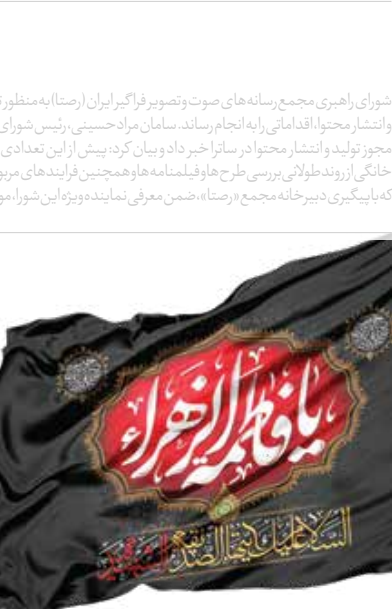 شورای راهبری مجمع رسانه‌های صوت و تصویر فراگیر ایران (رصتا) به منظور
و انتشار محتوا، اقداماتی را به انجام رساند. سامان مرادحسینی، رئیس شورای
مجوز تولید و انتشار محتوا در ساترا خبر داد و بیان کرد: پیش از این تعدادی
خانگی از روند طولانی بررسی طرح‌ها و فیلمنامه‌ها و همچنین فرایندهای
که با پیگیری دبیرخانه مجمع «رصتا»، ضمن معرفی نماینده ویژه این شورا،
یا فاطمة الزهراء
السلام علیك ایتها الصدیقة الشهیدة